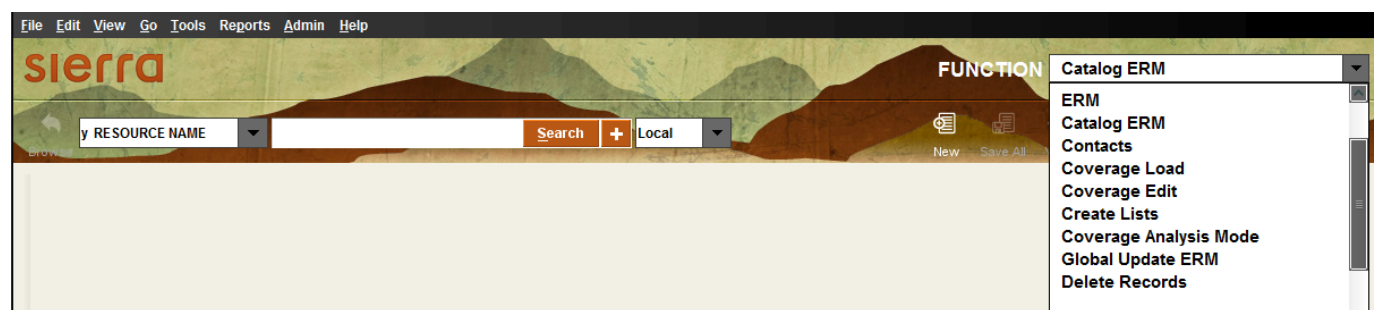 File Edit View Go Tools Reports Admin Help
sierra
FUNCTION Catalog ERM
y RESOURCE NAME Search + Local
New Save All
ERM
Catalog ERM
Contacts
Coverage Load
Coverage Edit
Create Lists
Coverage Analysis Mode
Global Update ERM
Delete Records